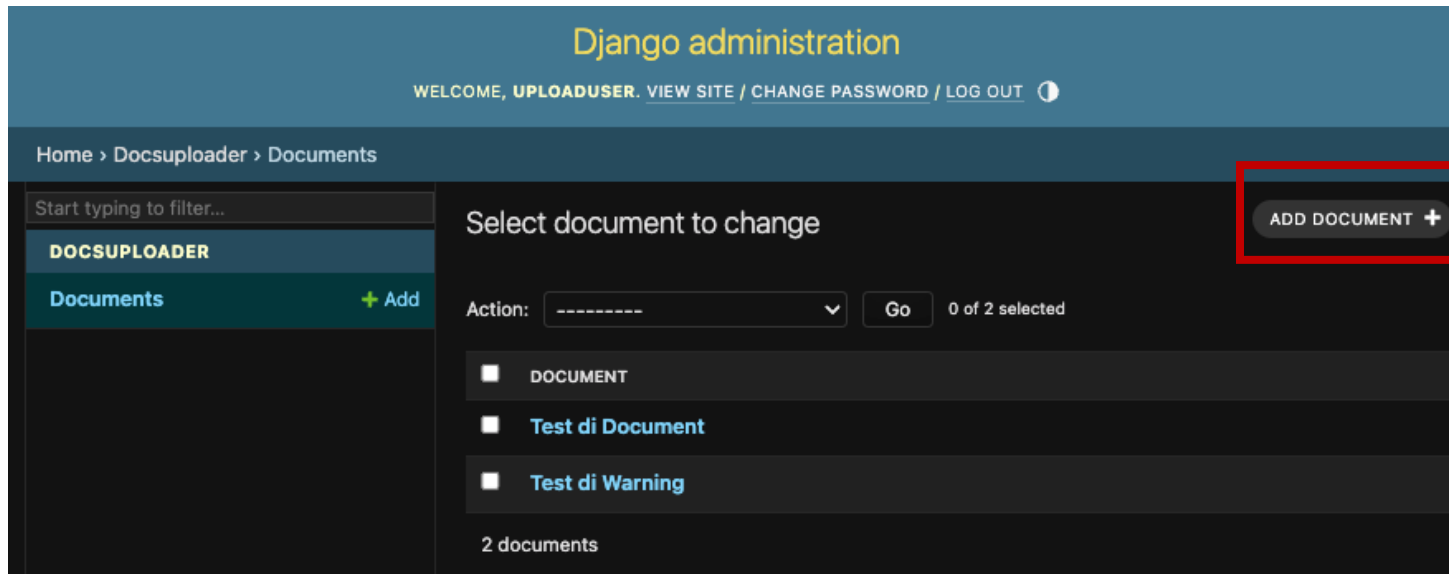 Django administration
WELCOME, UPLOADUSER. VIEW SITE / CHANGE PASSWORD / LOG OUT
Home › Docsuploader › Documents
Start typing to filter...
DOCSUPLOADER
Documents + Add
Select document to change
ADD DOCUMENT +
Action: --------- Go 0 of 2 selected
DOCUMENT
Test di Document
Test di Warning
2 documents